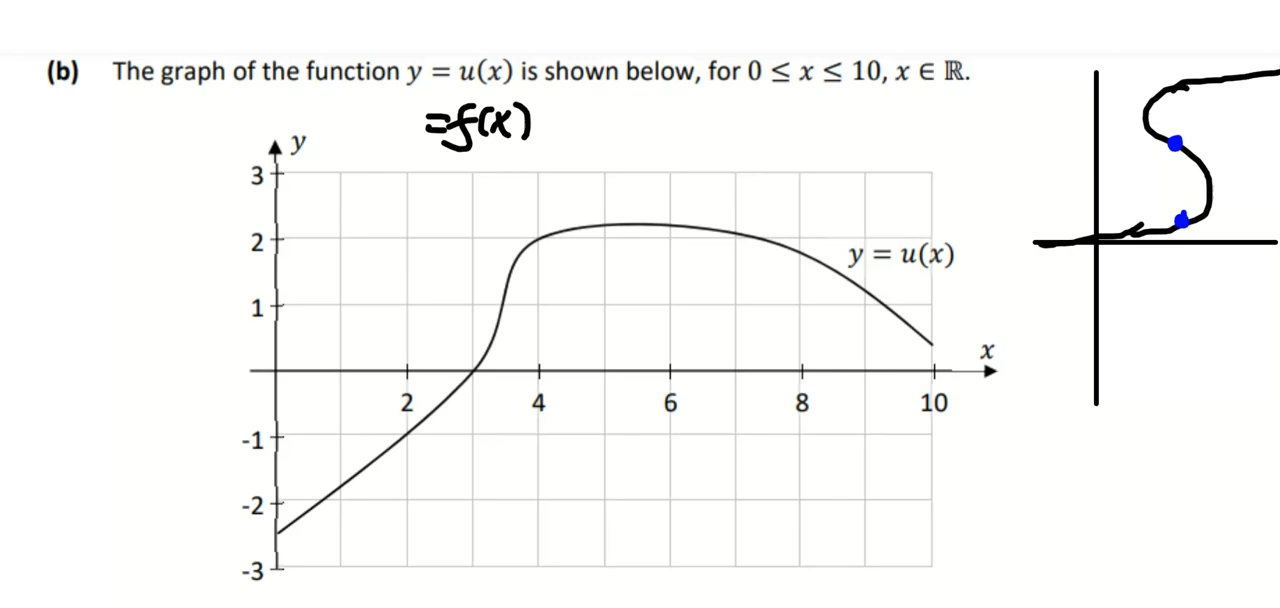 (b) The graph of the function y = u(x) is shown below, for 0 ≤ x ≤ 10, x ∈ ℝ.
=f(x)
y
3
2
y = u(x)
1
x
2 4 6 8 10
-1
-2
-3